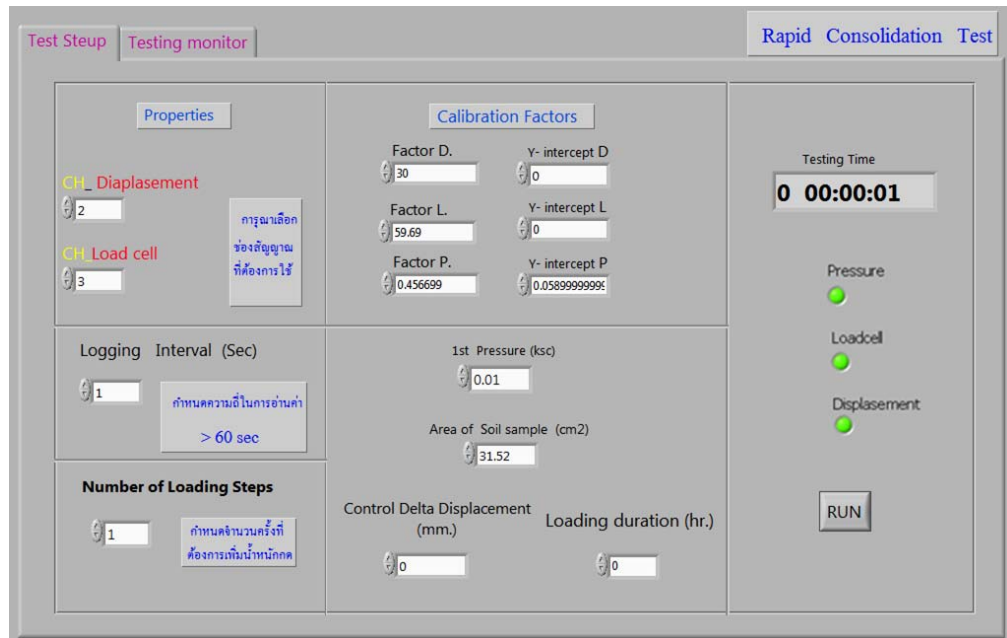 Test Steup
Testing monitor
Rapid Consolidation Test
Properties
CH_ Diaplasement
2
CH_Load cell
3
การุณาเลือก
ช่องสัญญาณ
ที่ต้องการใช้
Calibration Factors
Factor D.
30
Y- intercept D
0
Factor L.
59.69
Y- intercept L
0
Factor P.
0.456699
Y- intercept P
0.05899999999
Testing Time
0 00:00:01
Pressure
Loadcell
Displasement
RUN
Logging Interval (Sec)
1
กำหนดความถี่ในการอ่านค่า
> 60 sec
Number of Loading Steps
1
กำหนดจำนวนครั้งที่
ต้องการเพิ่มน้ำหนักกด
1st Pressure (ksc)
0.01
Area of Soil sample (cm2)
31.52
Control Delta Displacement
(mm.)
0
Loading duration (hr.)
0